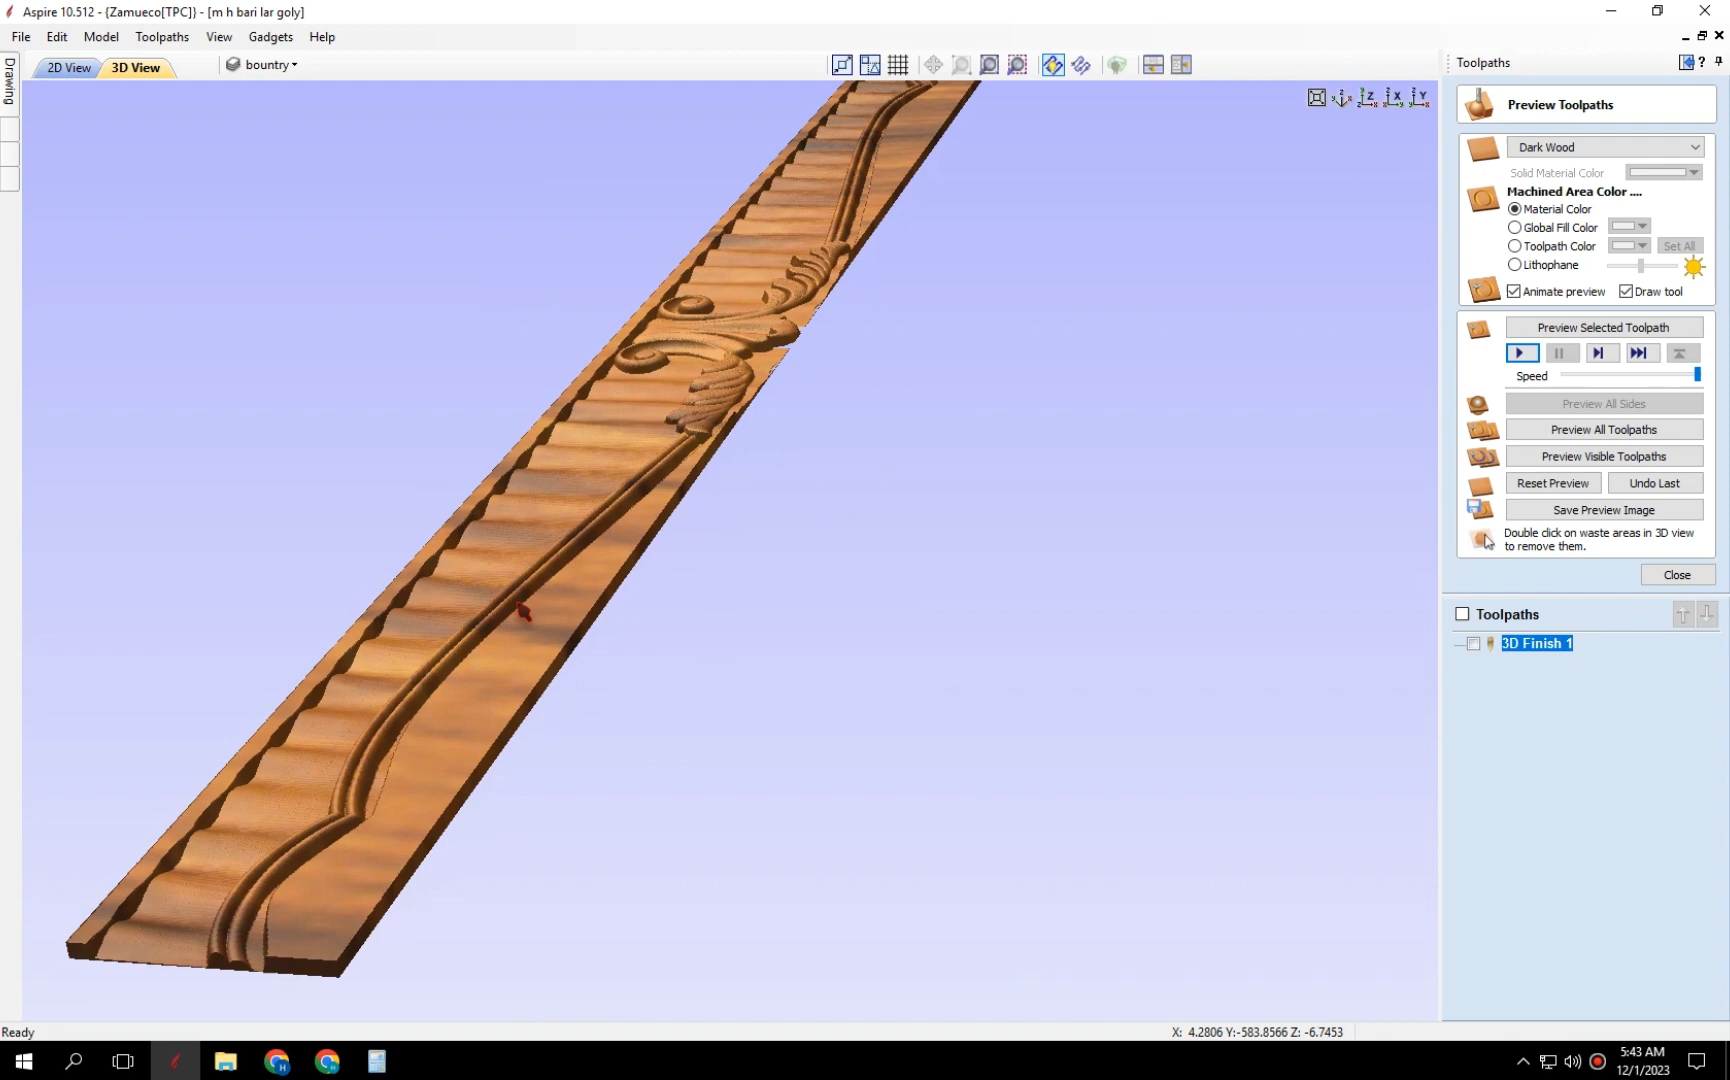 Aspire 10.512 - {Zamueco[TPC]} - [m h bari lar goly]
File Edit Model Toolpaths View Gadgets Help
Drawing
2D View 3D View bountry
Z X Y
Toolpaths ?
Preview Toolpaths
Dark Wood
Solid Material Color
Machined Area Color ....
Material Color
Global Fill Color
Toolpath Color Set All
Lithophane
Animate preview Draw tool
Preview Selected Toolpath
Speed
Preview All Sides
Preview All Toolpaths
Preview Visible Toolpaths
Reset Preview Undo Last
Save Preview Image
Double click on waste areas in 3D view
to remove them.
Close
Toolpaths
3D Finish 1
Ready X: 4.2806 Y:-583.8566 Z: -6.7453
5:43 AM
12/1/2023